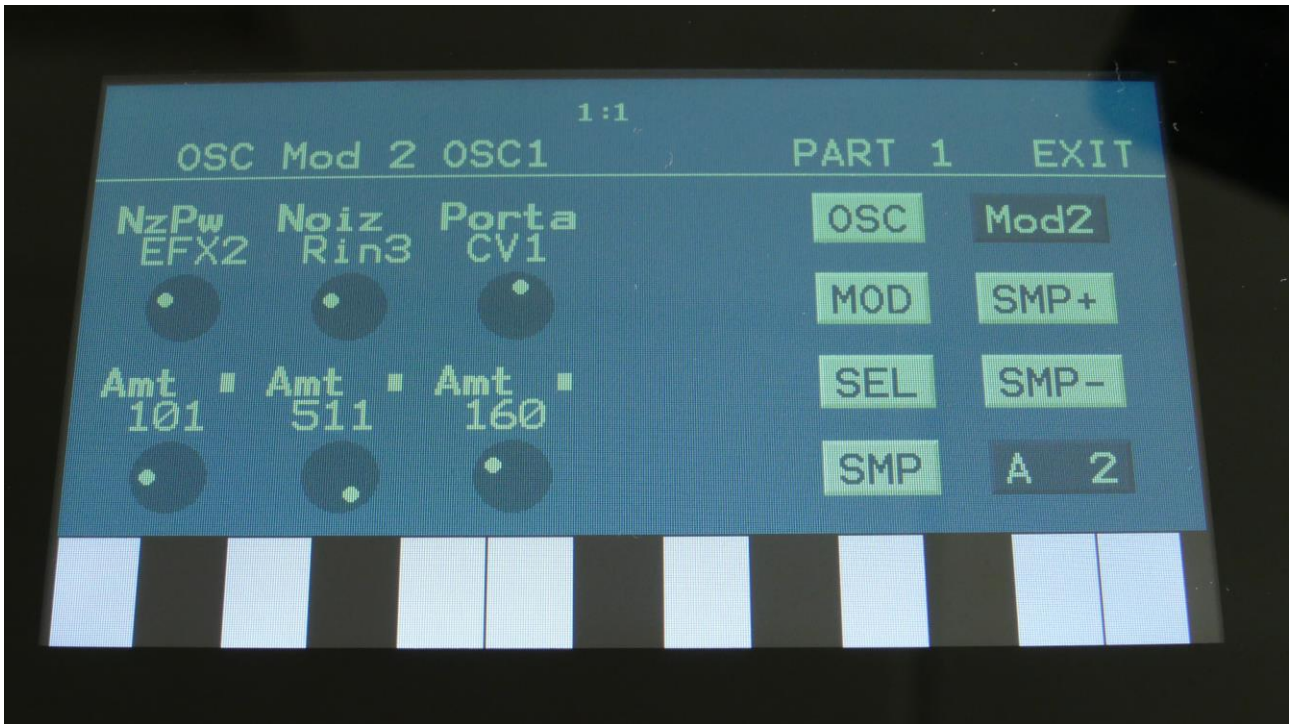 1:1
OSC Mod 2 OSC1 PART 1 EXIT
NzPw Noiz Porta OSC Mod2
EFX2 Rin3 CV1
MOD SMP+
Amt Amt Amt SEL SMP-
101 511 160
SMP A 2